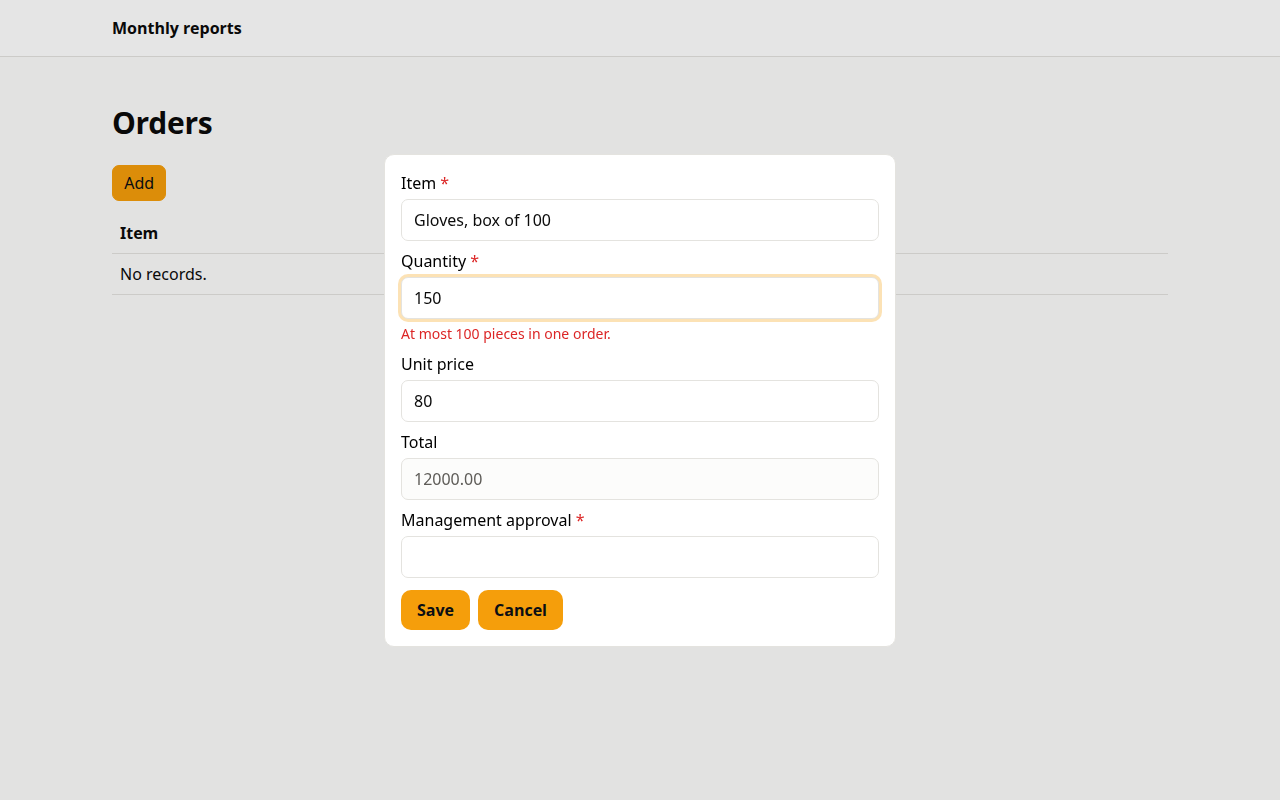 Monthly reports
Orders
Add
Item
No records.
Item *
Gloves, box of 100
Quantity *
150
At most 100 pieces in one order.
Unit price
80
Total
12000.00
Management approval *
Save Cancel